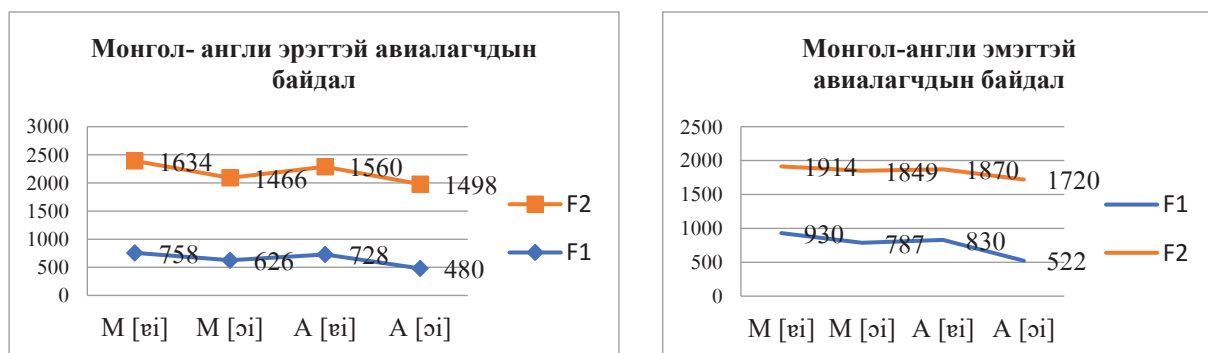 Монгол- англи эрэгтэй авиалагчдын
байдал
3000
2500
2000
1500
1000
500
0
1634
1466
1560
1498
758
626
728
480
М [ɐi]
М [ɔi]
А [ɐi]
А [ɔi]
F2
F1
Монгол-англи эмэгтэй
авиалагчдын байдал
2500
2000
1500
1000
500
0
1914
1849
1870
1720
930
787
830
522
М [ɐi]
М [ɔi]
А [ɐi]
А [ɔi]
F1
F2